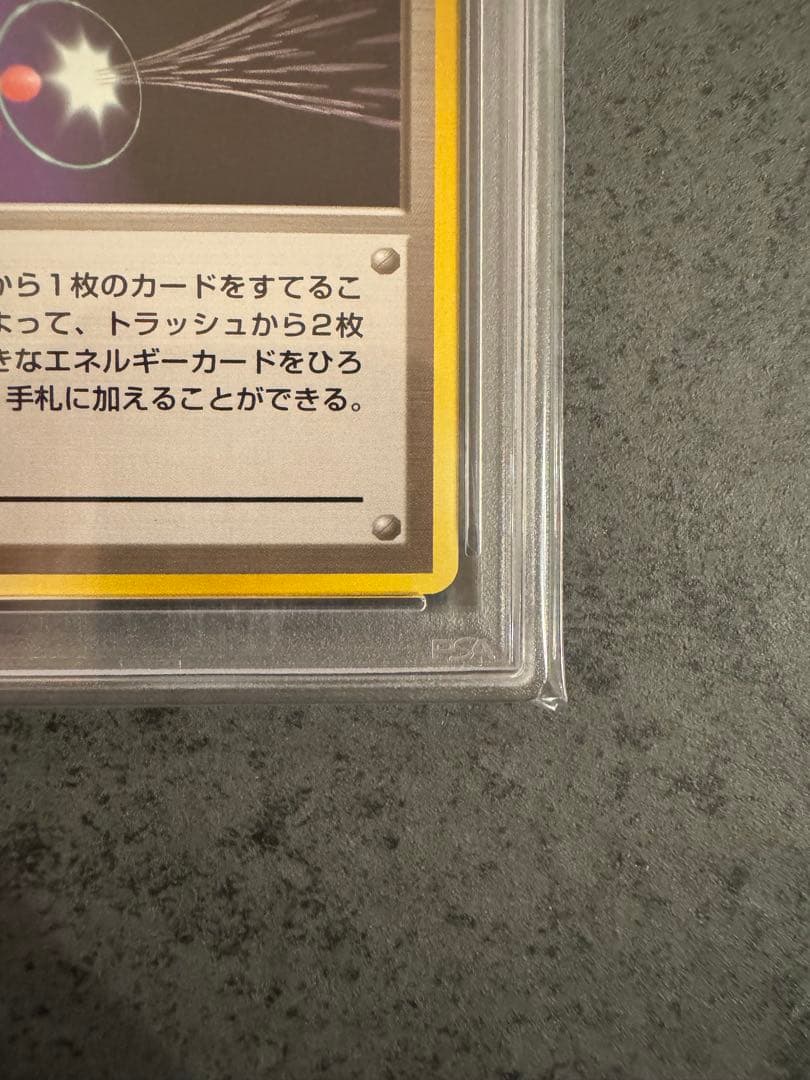 から1枚のカードをすてるこ
よって、トラッシュから2枚
きなエネルギーカードをひろ
手札に加えることができる。
PSA